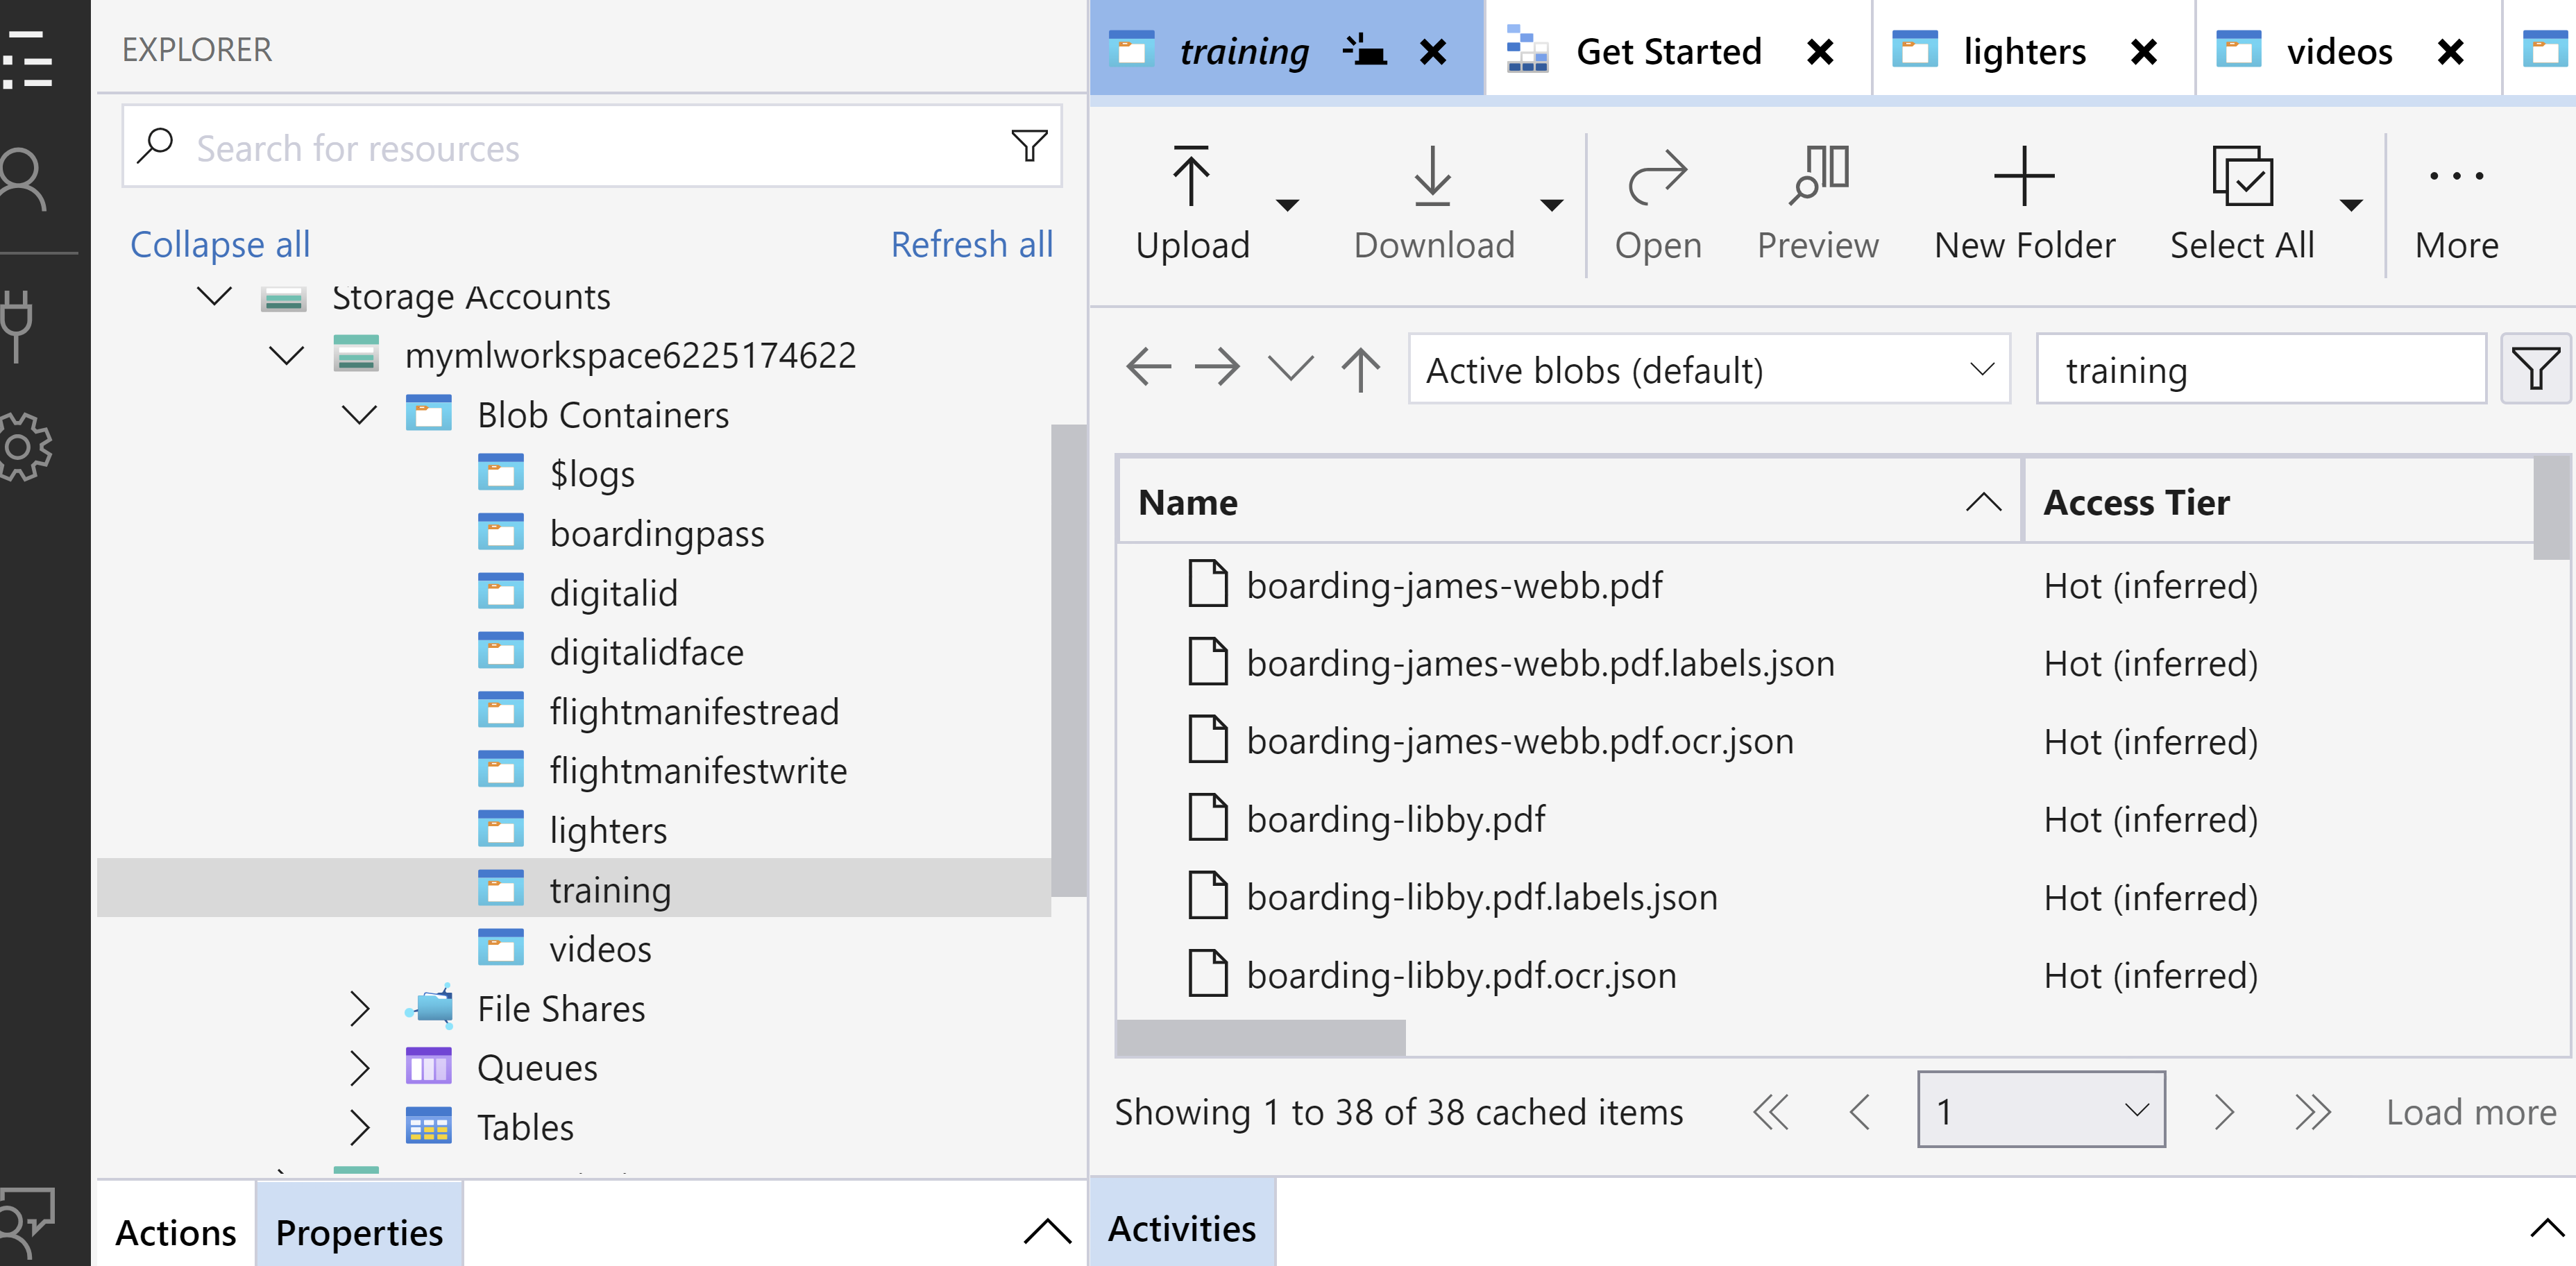 EXPLORER
Search for resources
Collapse all
Refresh all
Storage Accounts
mymlworkspace6225174622
Blob Containers
$logs
boardingpass
digitalid
digitalidface
flightmanifestread
flightmanifestwrite
lighters
training
videos
File Shares
Queues
Tables
Actions
Properties
training
Get Started
lighters
videos
Upload
Download
Open
Preview
New Folder
Select All
More
Active blobs (default)
training
Name
Access Tier
boarding-james-webb.pdf
Hot (inferred)
boarding-james-webb.pdf.labels.json
Hot (inferred)
boarding-james-webb.pdf.ocr.json
Hot (inferred)
boarding-libby.pdf
Hot (inferred)
boarding-libby.pdf.labels.json
Hot (inferred)
boarding-libby.pdf.ocr.json
Hot (inferred)
Showing 1 to 38 of 38 cached items
1
Load more
Activities